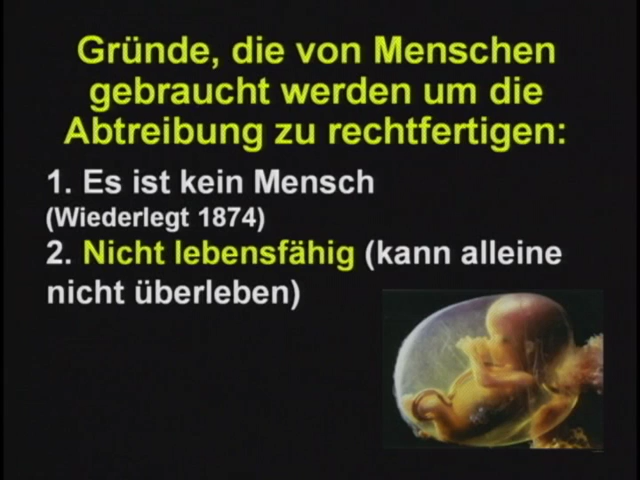 Gründe, die von Menschen
gebraucht werden um die
Abtreibung zu rechtfertigen:
1. Es ist kein Mensch
(Wiederlegt 1874)
2. Nicht lebensfähig (kann alleine
nicht überleben)